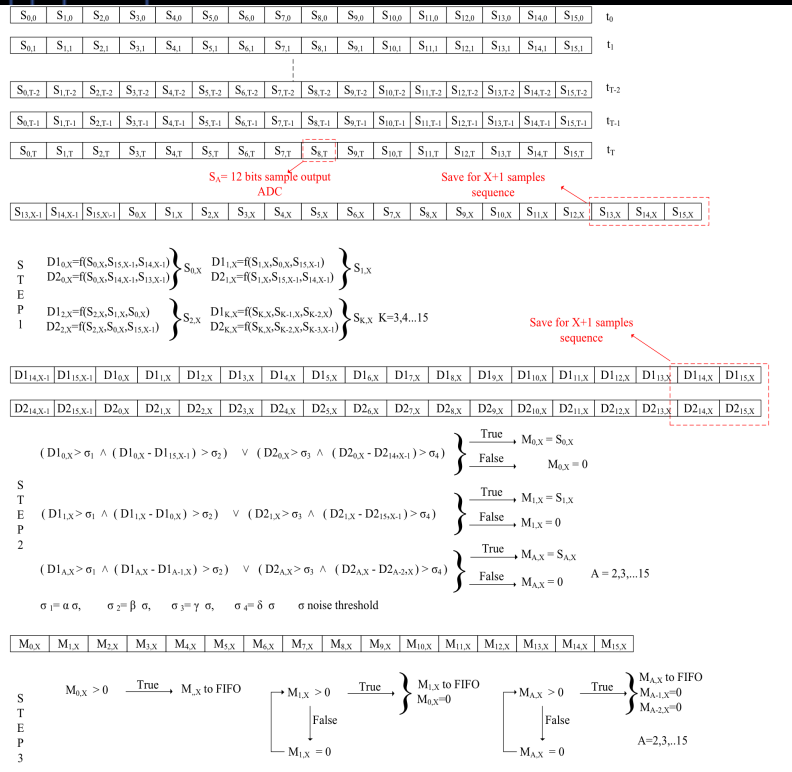 S0,0 S1,0 S2,0 S3,0 S4,0 S5,0 S6,0 S7,0 S8,0 S9,0 S10,0 S11,0 S12,0 S13,0 S14,0 S15,0 t0
S0,1 S1,1 S2,1 S3,1 S4,1 S5,1 S6,1 S7,1 S8,1 S9,1 S10,1 S11,1 S12,1 S13,1 S14,1 S15,1 t1
S0,T-2 S1,T-2 S2,T-2 S3,T-2 S4,T-2 S5,T-2 S6,T-2 S7,T-2 S8,T-2 S9,T-2 S10,T-2 S11,T-2 S12,T-2 S13,T-2 S14,T-2 S15,T-2 tT-2
S0,T-1 S1,T-1 S2,T-1 S3,T-1 S4,T-1 S5,T-1 S6,T-1 S7,T-1 S8,T-1 S9,T-1 S10,T-1 S11,T-1 S12,T-1 S13,T-1 S14,T-1 S15,T-1 tT-1
S0,T S1,T S2,T S3,T S4,T S5,T S6,T S7,T S8,T S9,T S10,T S11,T S12,T S13,T S14,T S15,T tT
SA= 12 bits sample output
ADC
Save for X+1 samples
sequence
S13,X-1 S14,X-1 S15,X\-1 S0,X S1,X S2,X S3,X S4,X S5,X S6,X S7,X S8,X S9,X S10,X S11,X S12,X S13,X S14,X S15,X
STEP1
D10,X=f(S0,X,S15,X-1,S14,X-1)
D20,X=f(S0,X,S14,X-1,S13,X-1)
} S0,X
D11,X=f(S1,X,S0,X,S15,X-1)
D21,X=f(S1,X,S15,X-1,S14,X-1)
} S1,X
D12,X=f(S2,X,S1,X,S0,X)
D22,X=f(S2,X,S0,X,S15,X-1)
} S2,X
D1K,X=f(SK,X,SK-1,X,SK-2,X)
D2K,X=f(SK,X,SK-2,X,SK-3,X-1)
} SK,X K=3,4...15
Save for X+1 samples
sequence
D114,X-1 D115,X-1 D10,X D11,X D12,X D13,X D14,X D15,X D16,X D17,X D18,X D19,X D110,X D111,X D112,X D113,X D114,X D115,X
D214,X-1 D215,X-1 D20,X D21,X D22,X D23,X D24,X D25,X D26,X D27,X D28,X D29,X D210,X D211,X D212,X D213,X D214,X D215,X
STEP2
( D10,X > σ1 ∧ ( D10,X - D115,X-1 ) > σ2 ) ∨ ( D20,X > σ3 ∧ ( D20,X - D214,X-1 ) > σ4 )
True M0,X = S0,X
False M0,X = 0
( D11,X > σ1 ∧ ( D11,X - D10,X ) > σ2 ) ∨ ( D21,X > σ3 ∧ ( D21,X - D215,X-1 ) > σ4 )
True M1,X = S1,X
False M1,X = 0
( D1A,X > σ1 ∧ ( D1A,X - D1A-1,X ) > σ2 ) ∨ ( D2A,X > σ3 ∧ ( D2A,X - D2A-2,X ) > σ4 )
True MA,X = SA,X
False MA,X = 0
A = 2,3,...15
σ 1= α σ, σ 2= β σ, σ 3= γ σ, σ 4= δ σ σ noise threshold
M0,X M1,X M2,X M3,X M4,X M5,X M6,X M7,X M8,X M9,X M10,X M11,X M12,X M13,X M14,X M15,X
STEP3
M0,X > 0 True M,,X to FIFO
M1,X > 0 True
M1,X to FIFO
M0,X=0
False
M1,X = 0
MA,X > 0 True
MA,X to FIFO
MA-1,X=0
MA-2,X=0
False
MA,X = 0
A=2,3,..15